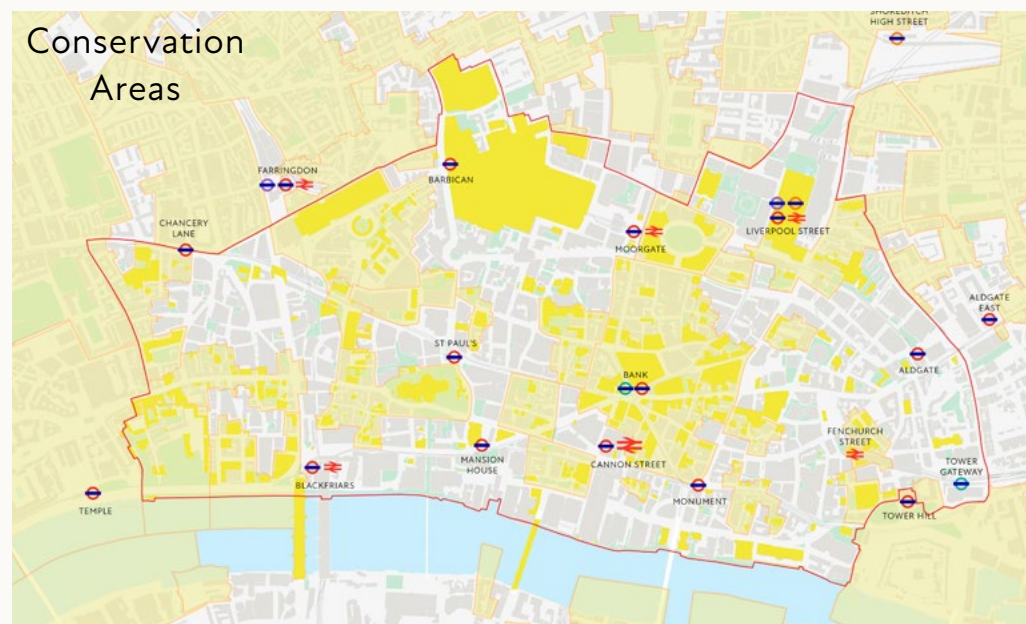 Conservation
Areas
SHOREDITCH
HIGH STREET
FARRINGDON
BARBICAN
CHANCERY
LANE
MOORGATE
LIVERPOOL STREET
ALDGATE
EAST
ST PAUL'S
ALDGATE
BANK
FENCHURCH
STREET
MANSION
HOUSE
CANNON STREET
TOWER
GATEWAY
BLACKFRIARS
MONUMENT
TEMPLE
TOWER HILL